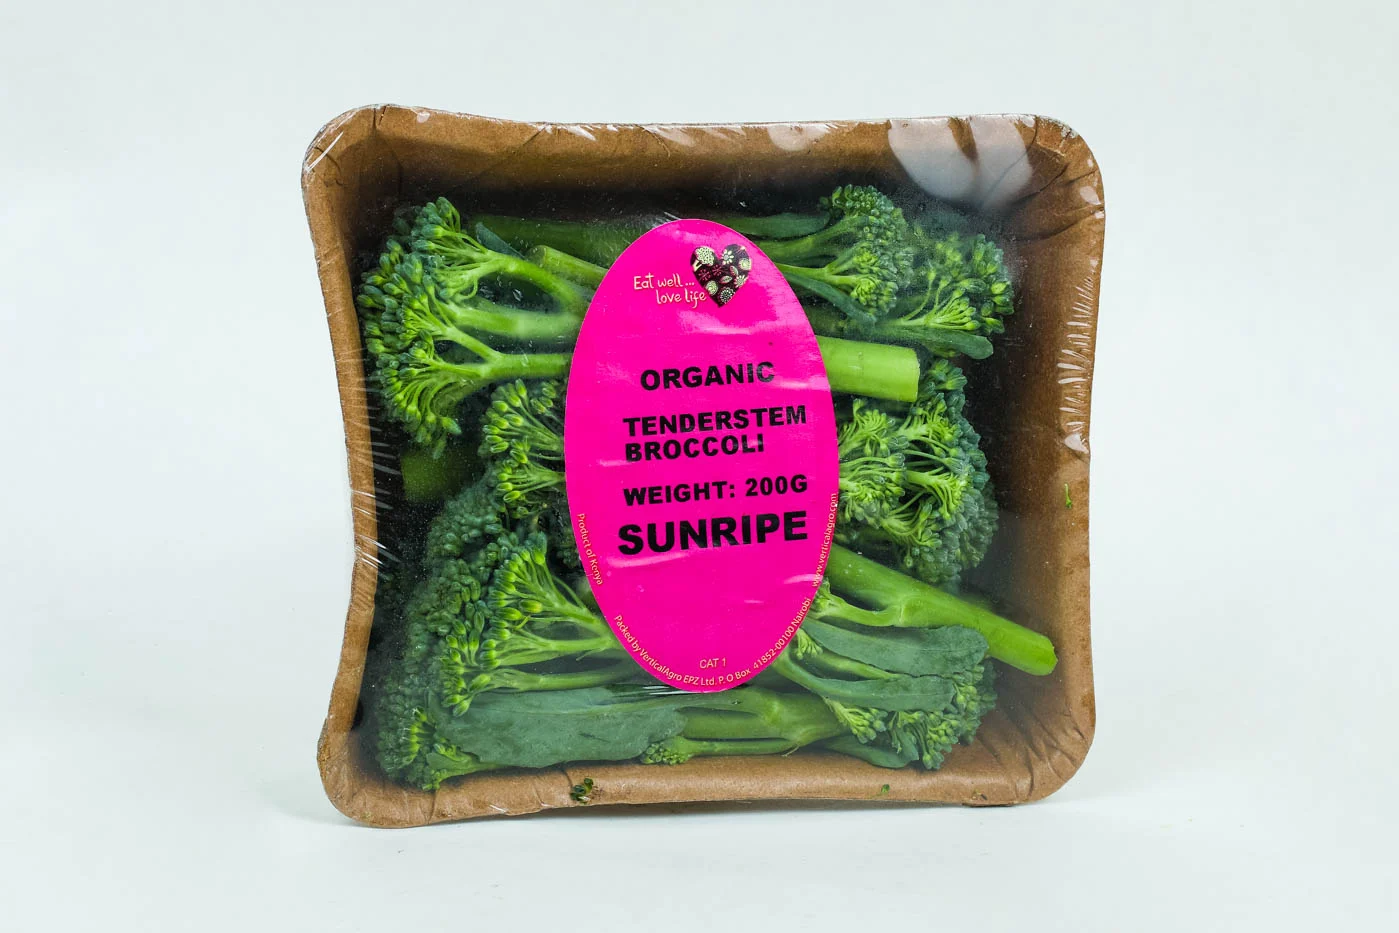 Eat well...
love life
ORGANIC
TENDERSTEM
BROCCOLI
WEIGHT: 200G
SUNRIPE
Product of Kenya
CAT 1
Packed by VerticalAgro EPZ Ltd. P. O Box 41852-00100 Nairobi
www.verticalagro.com